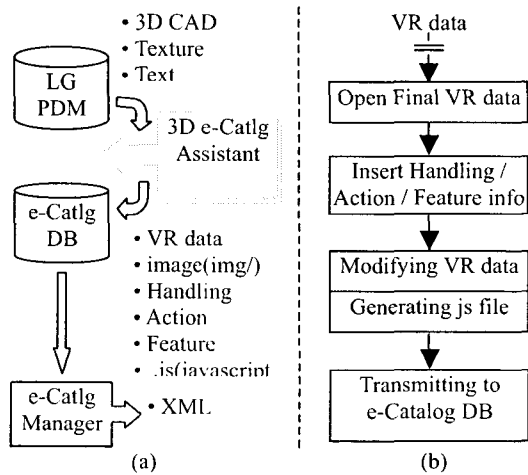 • 3D CAD
• Texture
• Text
LG
PDM
3D e-Catlg
Assistant
e-Catlg
DB
• VR data
• image(img/)
• Handling
• Action
• Feature
• .js(javascript
e-Catlg
Manager
• XML
(a)
VR data
Open Final VR data
Insert Handling /
Action / Feature info
Modifying VR data
Generating js file
Transmitting to
e-Catalog DB
(b)